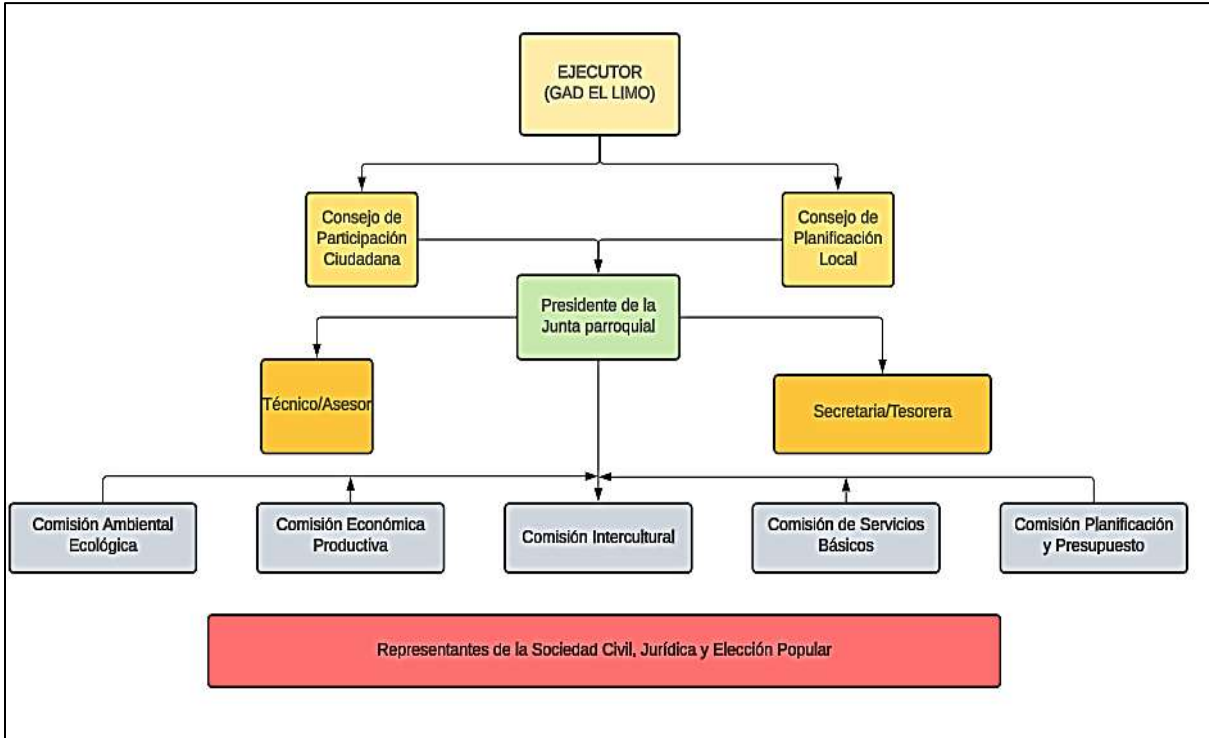 EJECUTOR
(GAD EL LIMO)
Consejo de
Participación
Ciudadana
Consejo de
Planificación
Local
Presidente de la
Junta parroquial
Técnico/Asesor
Secretaria/Tesorera
Comisión Ambiental
Ecológica
Comisión Económica
Productiva
Comisión Intercultural
Comisión de Servicios
Básicos
Comisión Planificación
y Presupuesto
Representantes de la Sociedad Civil, Jurídica y Elección Popular